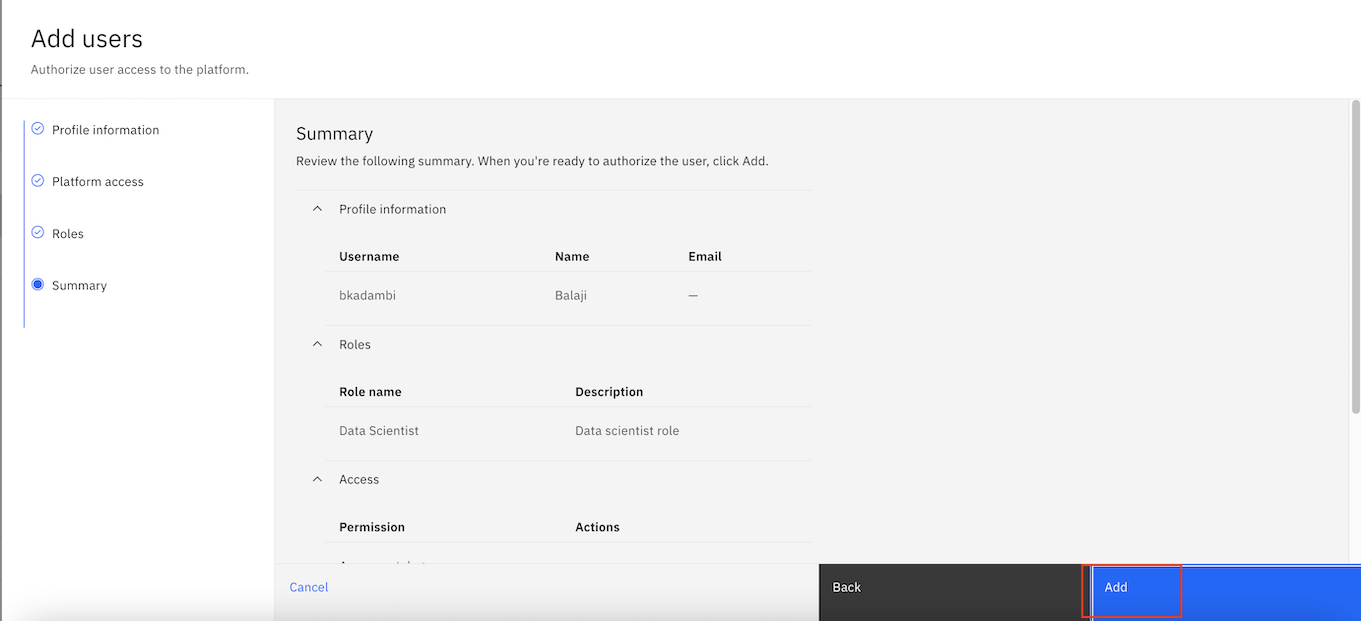 Add users
Authorize user access to the platform.
Profile information
Platform access
Roles
Summary
Summary
Review the following summary. When you're ready to authorize the user, click Add.
Profile information
Username Name Email
bkadambi Balaji —
Roles
Role name Description
Data Scientist Data scientist role
Access
Permission Actions
Cancel Back Add